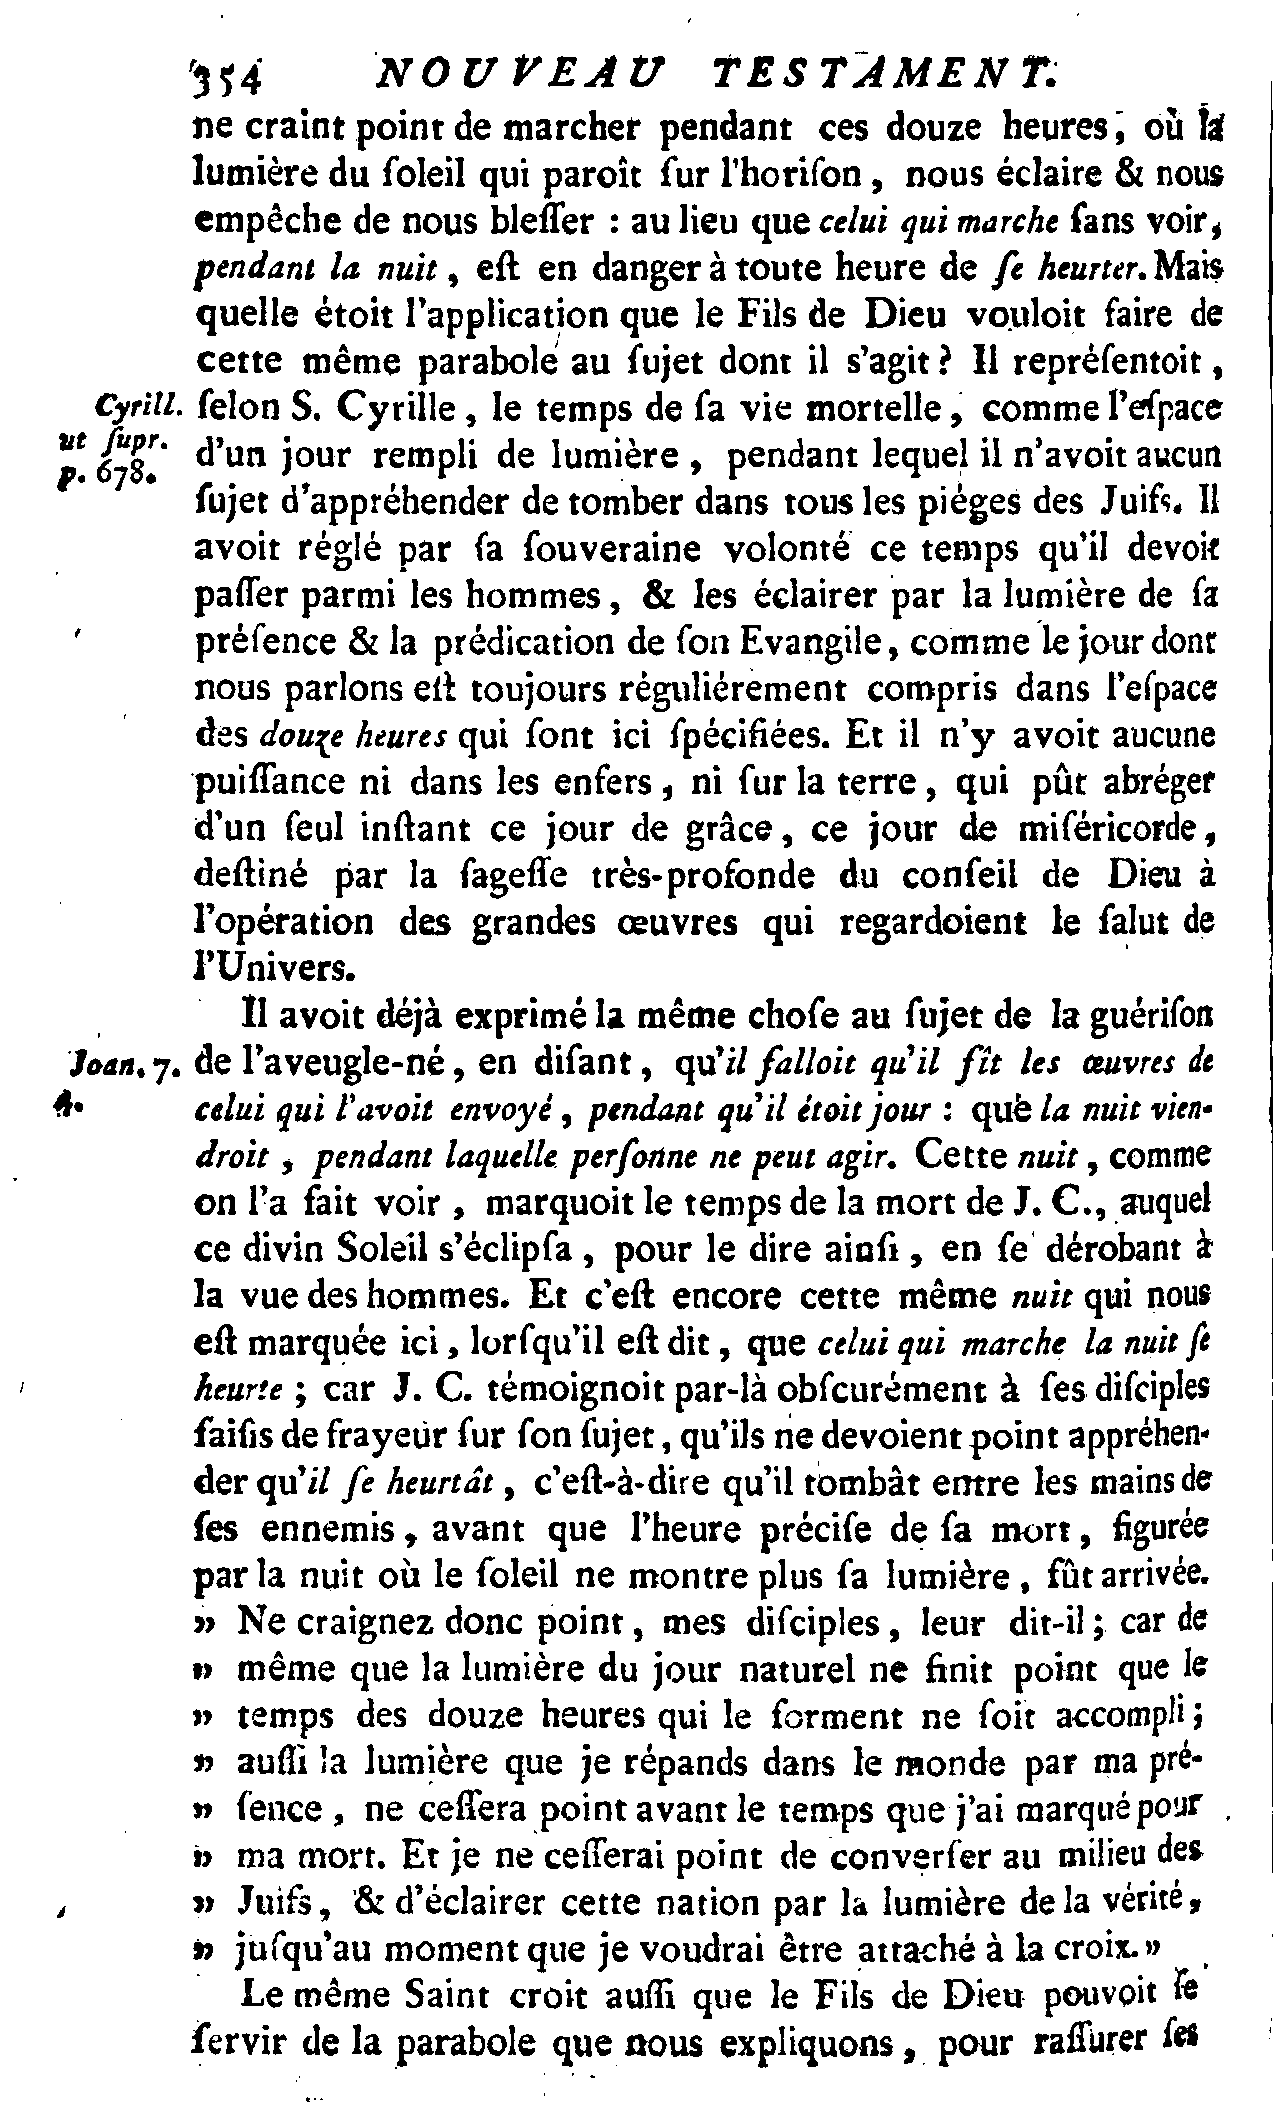 354 NOUVEAU TESTAMENT.
ne craint point de marcher pendant ces douze heures, où la
lumière du ſoleil qui paroît ſur l'horiſon, nous éclaire & nous
empêche de nous bleſſer : au lieu que celui qui marche ſans voir,
pendant la nuit, eſt en danger à toute heure de ſe heurter. Mais
quelle étoit l'application que le Fils de Dieu vouloit faire de
cette même parabole au ſujet dont il s'agit ? Il repréſentoit,
Cyrill. ſelon S. Cyrille, le temps de ſa vie mortelle, comme l'eſpace
ut ſupr. d'un jour rempli de lumière, pendant lequel il n'avoit aucun
p. 678. ſujet d'appréhender de tomber dans tous les piéges des Juifs. Il
avoit réglé par ſa ſouveraine volonté ce temps qu'il devoit
paſſer parmi les hommes, & les éclairer par la lumière de ſa
préſence & la prédication de ſon Evangile, comme le jour dont
nous parlons eſt toujours réguliérement compris dans l'eſpace
des douze heures qui ſont ici ſpécifiées. Et il n'y avoit aucune
puiſſance ni dans les enfers, ni ſur la terre, qui pût abréger
d'un ſeul inſtant ce jour de grâce, ce jour de miſéricorde,
deſtiné par la ſageſſe très-profonde du conſeil de Dieu à
l'opération des grandes œuvres qui regardoient le ſalut de
l'Univers.
Il avoit déjà exprimé la même choſe au ſujet de la guériſon
Joan. 7. de l'aveugle-né, en diſant, qu'il falloit qu'il fît les œuvres de
4. celui qui l'avoit envoyé, pendant qu'il étoit jour : que la nuit vien-
droit, pendant laquelle perſonne ne peut agir. Cette nuit, comme
on l'a fait voir, marquoit le temps de la mort de J. C., auquel
ce divin Soleil s'éclipſa, pour le dire ainſi, en ſe dérobant à
la vue des hommes. Et c'eſt encore cette même nuit qui nous
eſt marquée ici, lorſqu'il eſt dit, que celui qui marche la nuit ſe
heurte ; car J. C. témoignoit par-là obſcurément à ſes diſciples
ſaiſis de frayeur ſur ſon ſujet, qu'ils ne devoient point appréhen-
der qu'il ſe heurtât, c'eſt-à-dire qu'il tombât entre les mains de
ſes ennemis, avant que l'heure préciſe de ſa mort, figurée
par la nuit où le ſoleil ne montre plus ſa lumière, fût arrivée.
» Ne craignez donc point, mes diſciples, leur dit-il ; car de
» même que la lumière du jour naturel ne finit point que le
» temps des douze heures qui le forment ne ſoit accompli ;
» auſſi la lumière que je répands dans le monde par ma pré-
» ſence, ne ceſſera point avant le temps que j'ai marqué pour
» ma mort. Et je ne ceſſerai point de converſer au milieu des
» Juifs, & d'éclairer cette nation par la lumière de la vérité,
» juſqu'au moment que je voudrai être attaché à la croix. »
Le même Saint croit auſſi que le Fils de Dieu pouvoit ſe
ſervir de la parabole que nous expliquons, pour raſſurer ſes